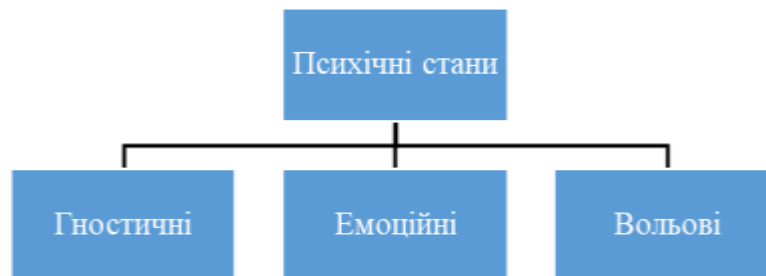 Психічні стани
Гностичні
Емоційні
Вольові